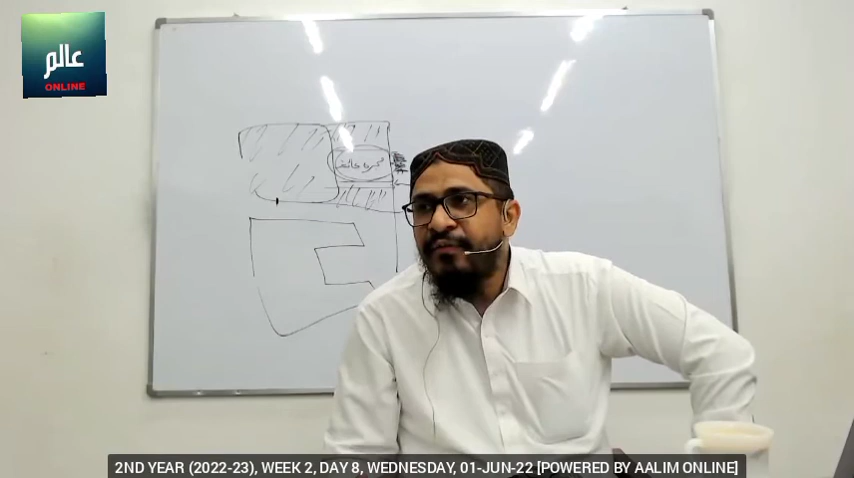 عالم
ONLINE
2ND YEAR (2022-23), WEEK 2, DAY 8, WEDNESDAY, 01-JUN-22 [POWERED BY AALIM ONLINE]